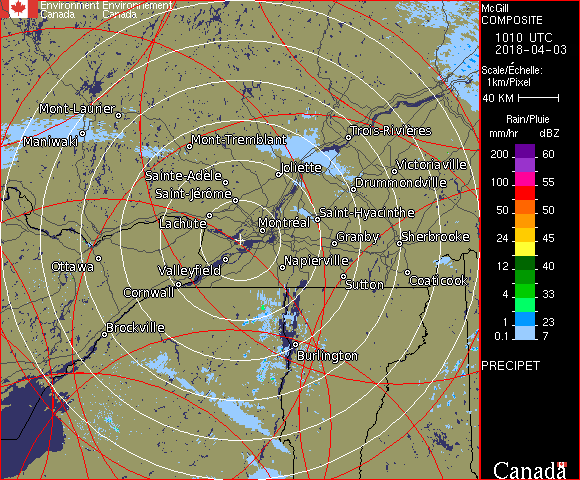 Environment Environnement
Canada Canada
McGill
COMPOSITE
1010 UTC
2018-04-03
Scale/Échelle:
1km/Pixel
40 KM
Rain/Pluie
mm/hr dBZ
200 60
100 55
50 50
24 45
12 40
4 33
1 23
0.1 7
PRECIPET
Mont-Laurier
Maniwaki
Mont-Tremblant
Trois-Rivières
Joliette
Victoriaville
Sainte-Adèle
Drummondville
Saint-Jérôme
Saint-Hyacinthe
Lachute
Montréal
Granby
Sherbrooke
Ottawa
Valleyfield
Napierville
Coaticook
Sutton
Cornwall
Brockville
Burlington
Canada